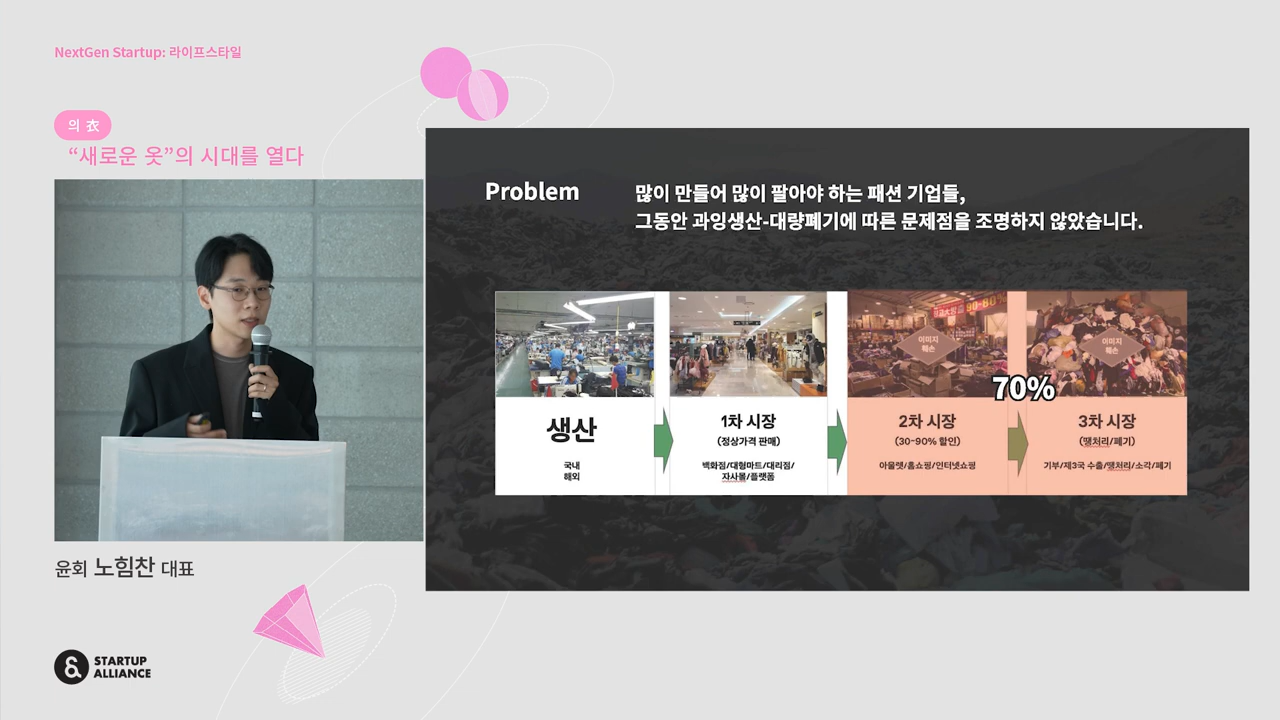 NextGen Startup: 라이프스타일
의 衣
“새로운 옷”의 시대를 열다
Problem
많이 만들어 많이 팔아야 하는 패션 기업들,
그동안 과잉생산-대량폐기에 따른 문제점을 조명하지 않았습니다.
90-80%
이미지
훼손
이미지
훼손
70%
생산
국내
해외
1차 시장
(정상가격 판매)
백화점/대형마트/대리점/
자사몰/플랫폼
2차 시장
(30~90% 할인)
아울렛/홈쇼핑/인터넷쇼핑
3차 시장
(땡처리/폐기)
기부/제3국 수출/땡처리/소각/폐기
윤회 노힘찬 대표
STARTUP
ALLIANCE